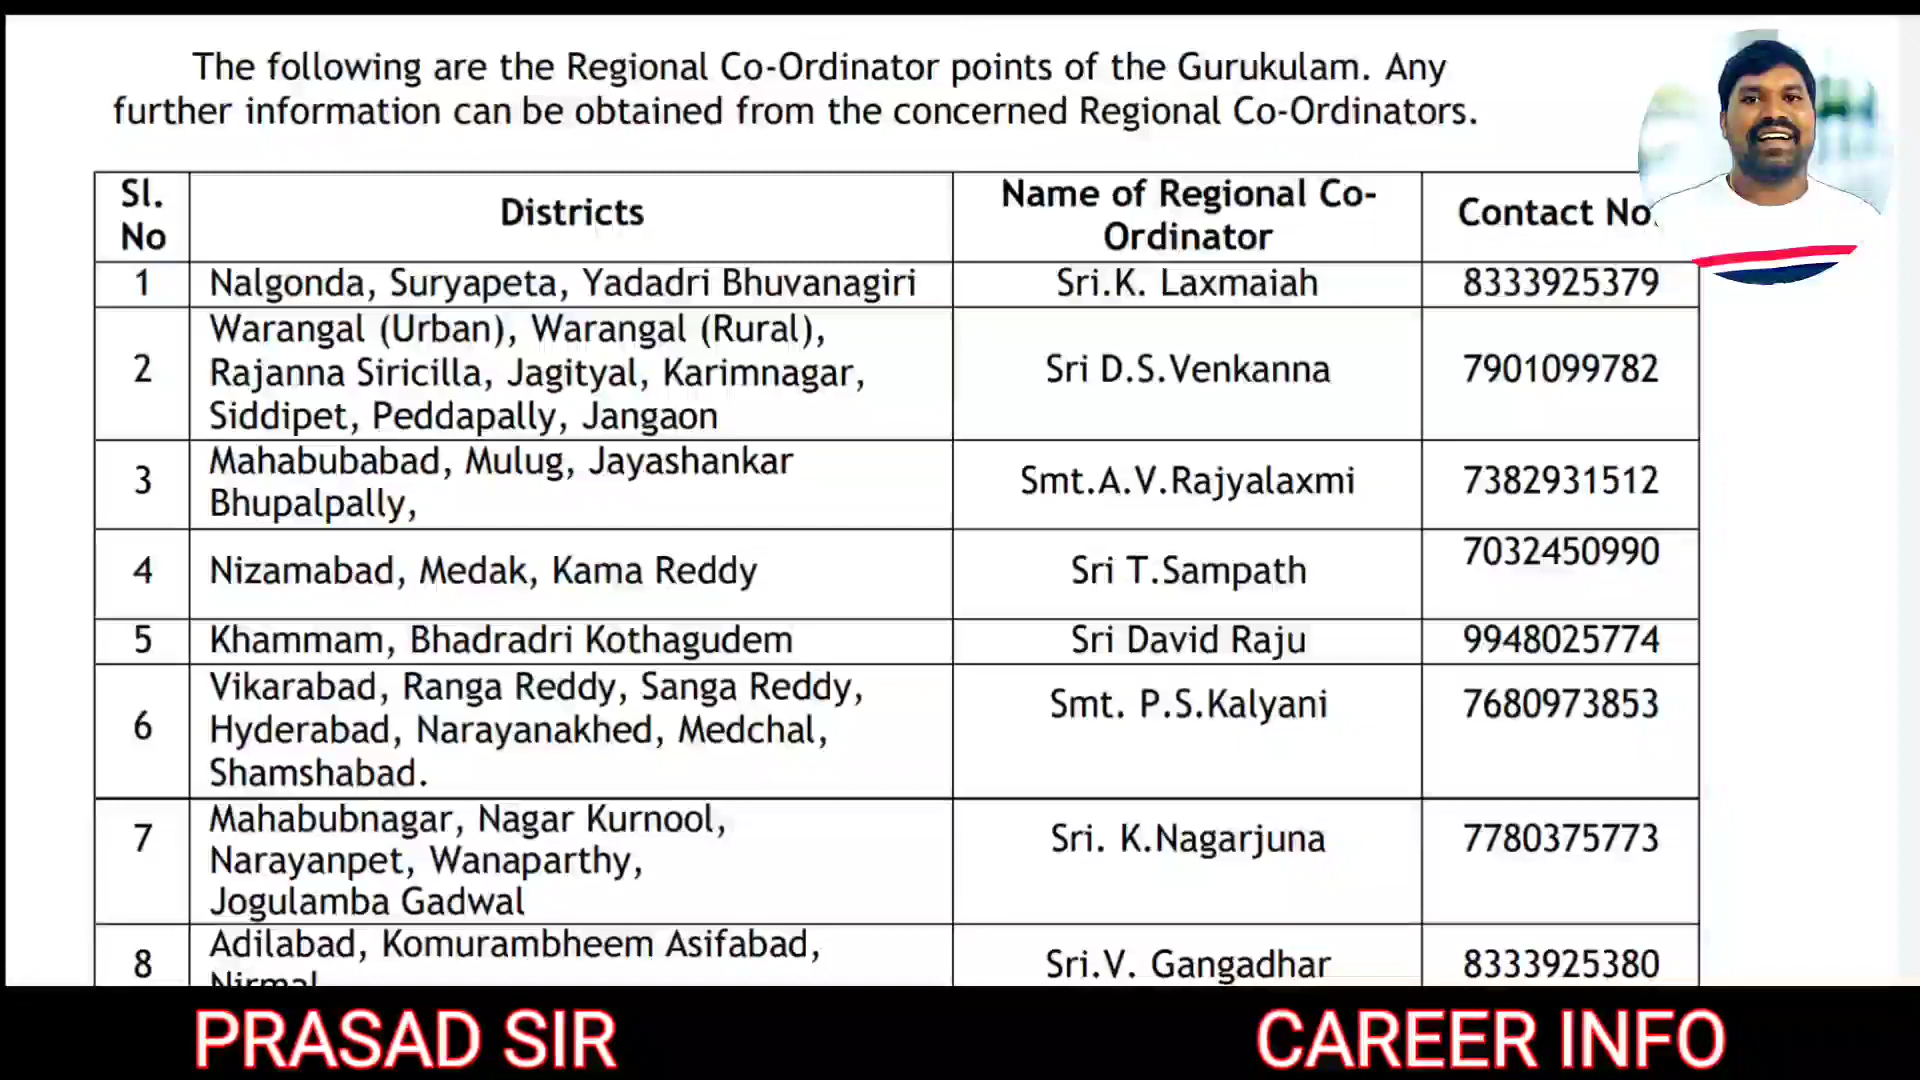 The following are the Regional Co-Ordinator points of the Gurukulam. Any
further information can be obtained from the concerned Regional Co-Ordinators.
Sl. No Districts Name of Regional Co-Ordinator Contact No.
1 Nalgonda, Suryapeta, Yadadri Bhuvanagiri Sri.K. Laxmaiah 8333925379
2 Warangal (Urban), Warangal (Rural),
Rajanna Siricilla, Jagityal, Karimnagar,
Siddipet, Peddapally, Jangaon Sri D.S.Venkanna 7901099782
3 Mahabubabad, Mulug, Jayashankar
Bhupalpally, Smt.A.V.Rajyalaxmi 7382931512
4 Nizamabad, Medak, Kama Reddy Sri T.Sampath 7032450990
5 Khammam, Bhadradri Kothagudem Sri David Raju 9948025774
6 Vikarabad, Ranga Reddy, Sanga Reddy,
Hyderabad, Narayanakhed, Medchal,
Shamshabad. Smt. P.S.Kalyani 7680973853
7 Mahabubnagar, Nagar Kurnool,
Narayanpet, Wanaparthy,
Jogulamba Gadwal Sri. K.Nagarjuna 7780375773
8 Adilabad, Komurambheem Asifabad,
Nirmal Sri.V. Gangadhar 8333925380
PRASAD SIR CAREER INFO